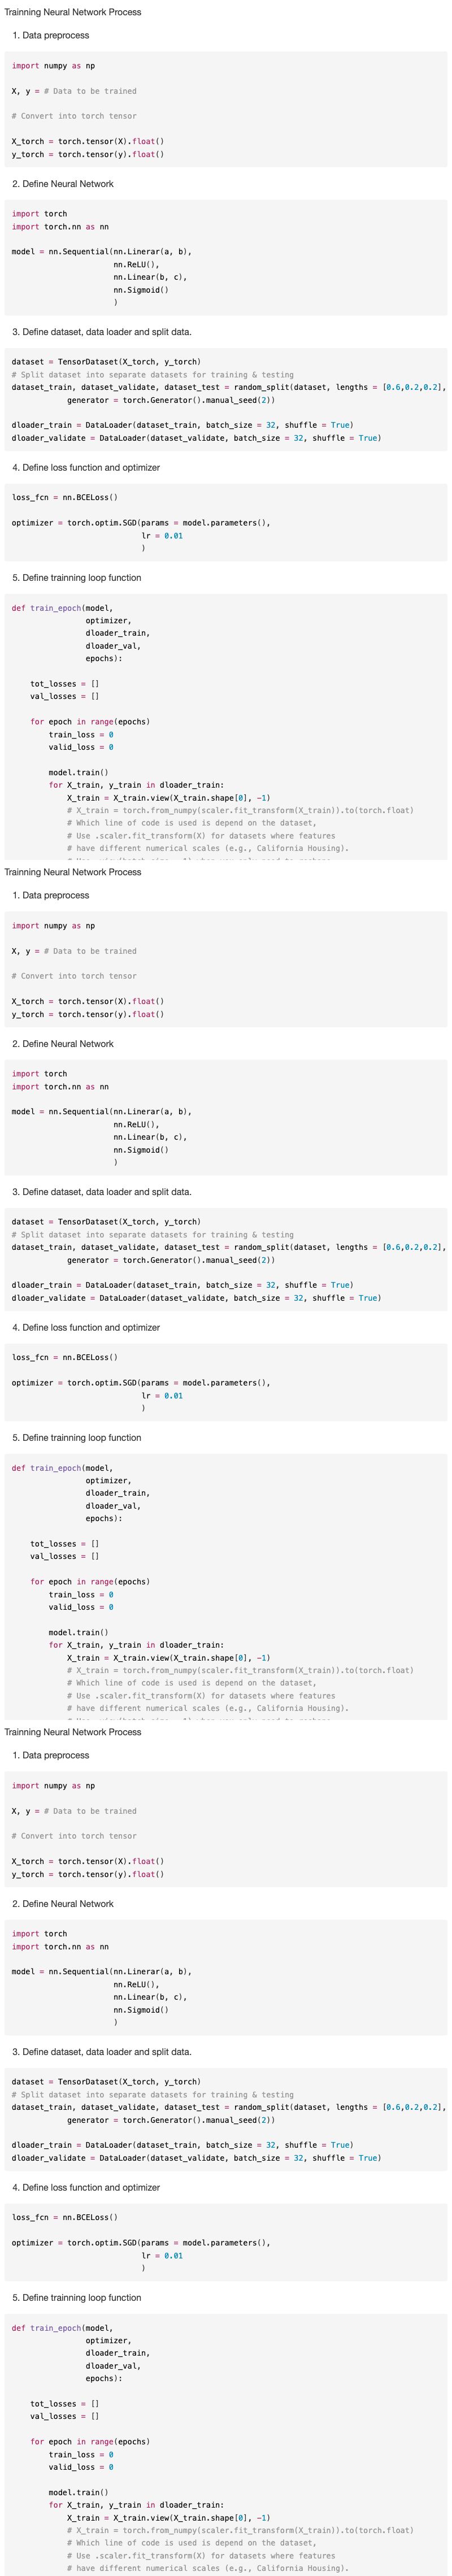 Trainning Neural Network Process
1. Data preprocess
import numpy as np
X, y = # Data to be trained
# Convert into torch tensor
X_torch = torch.tensor(X).float()
y_torch = torch.tensor(y).float()
2. Define Neural Network
import torch
import torch.nn as nn
model = nn.Sequential(nn.Linerar(a, b),
nn.ReLU(),
nn.Linear(b, c),
nn.Sigmoid()
)
3. Define dataset, data loader and split data.
dataset = TensorDataset(X_torch, y_torch)
# Split dataset into separate datasets for training & testing
dataset_train, dataset_validate, dataset_test = random_split(dataset, lengths = [0.6,0.2,0.2],
generator = torch.Generator().manual_seed(2))
dloader_train = DataLoader(dataset_train, batch_size = 32, shuffle = True)
dloader_validate = DataLoader(dataset_validate, batch_size = 32, shuffle = True)
4. Define loss function and optimizer
loss_fcn = nn.BCELoss()
optimizer = torch.optim.SGD(params = model.parameters(),
lr = 0.01
)
5. Define trainning loop function
def train_epoch(model,
optimizer,
dloader_train,
dloader_val,
epochs):
tot_losses = []
val_losses = []
for epoch in range(epochs)
train_loss = 0
valid_loss = 0
model.train()
for X_train, y_train in dloader_train:
X_train = X_train.view(X_train.shape[0], -1)
# X_train = torch.from_numpy(scaler.fit_transform(X_train)).to(torch.float)
# Which line of code is used is depend on the dataset,
# Use .scaler.fit_transform(X) for datasets where features
# have different numerical scales (e.g., California Housing).
Trainning Neural Network Process
1. Data preprocess
import numpy as np
X, y = # Data to be trained
# Convert into torch tensor
X_torch = torch.tensor(X).float()
y_torch = torch.tensor(y).float()
2. Define Neural Network
import torch
import torch.nn as nn
model = nn.Sequential(nn.Linerar(a, b),
nn.ReLU(),
nn.Linear(b, c),
nn.Sigmoid()
)
3. Define dataset, data loader and split data.
dataset = TensorDataset(X_torch, y_torch)
# Split dataset into separate datasets for training & testing
dataset_train, dataset_validate, dataset_test = random_split(dataset, lengths = [0.6,0.2,0.2],
generator = torch.Generator().manual_seed(2))
dloader_train = DataLoader(dataset_train, batch_size = 32, shuffle = True)
dloader_validate = DataLoader(dataset_validate, batch_size = 32, shuffle = True)
4. Define loss function and optimizer
loss_fcn = nn.BCELoss()
optimizer = torch.optim.SGD(params = model.parameters(),
lr = 0.01
)
5. Define trainning loop function
def train_epoch(model,
optimizer,
dloader_train,
dloader_val,
epochs):
tot_losses = []
val_losses = []
for epoch in range(epochs)
train_loss = 0
valid_loss = 0
model.train()
for X_train, y_train in dloader_train:
X_train = X_train.view(X_train.shape[0], -1)
# X_train = torch.from_numpy(scaler.fit_transform(X_train)).to(torch.float)
# Which line of code is used is depend on the dataset,
# Use .scaler.fit_transform(X) for datasets where features
# have different numerical scales (e.g., California Housing).
Trainning Neural Network Process
1. Data preprocess
import numpy as np
X, y = # Data to be trained
# Convert into torch tensor
X_torch = torch.tensor(X).float()
y_torch = torch.tensor(y).float()
2. Define Neural Network
import torch
import torch.nn as nn
model = nn.Sequential(nn.Linerar(a, b),
nn.ReLU(),
nn.Linear(b, c),
nn.Sigmoid()
)
3. Define dataset, data loader and split data.
dataset = TensorDataset(X_torch, y_torch)
# Split dataset into separate datasets for training & testing
dataset_train, dataset_validate, dataset_test = random_split(dataset, lengths = [0.6,0.2,0.2],
generator = torch.Generator().manual_seed(2))
dloader_train = DataLoader(dataset_train, batch_size = 32, shuffle = True)
dloader_validate = DataLoader(dataset_validate, batch_size = 32, shuffle = True)
4. Define loss function and optimizer
loss_fcn = nn.BCELoss()
optimizer = torch.optim.SGD(params = model.parameters(),
lr = 0.01
)
5. Define trainning loop function
def train_epoch(model,
optimizer,
dloader_train,
dloader_val,
epochs):
tot_losses = []
val_losses = []
for epoch in range(epochs)
train_loss = 0
valid_loss = 0
model.train()
for X_train, y_train in dloader_train:
X_train = X_train.view(X_train.shape[0], -1)
# X_train = torch.from_numpy(scaler.fit_transform(X_train)).to(torch.float)
# Which line of code is used is depend on the dataset,
# Use .scaler.fit_transform(X) for datasets where features
# have different numerical scales (e.g., California Housing).